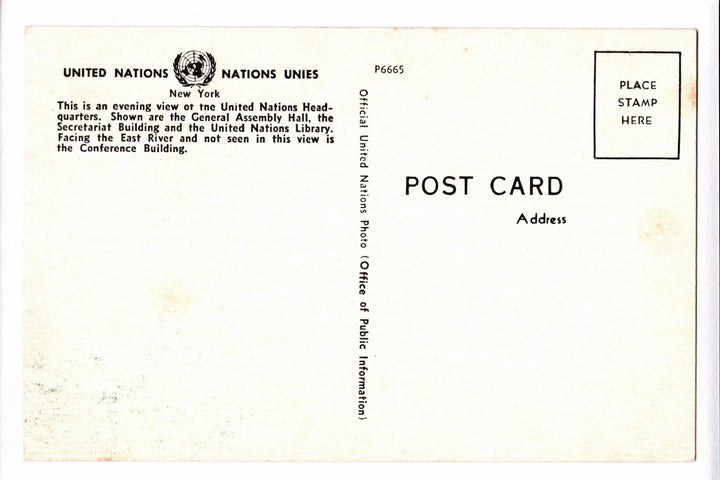 UNITED NATIONS NATIONS UNIES
New York
This is an evening view of the United Nations Head-
quarters. Shown are the General Assembly Hall, the
Secretariat Building and the United Nations Library.
Facing the East River and not seen in this view is
the Conference Building.
Official United Nations Photo (Office of Public Information)
P6665
PLACE
STAMP
HERE
POST CARD
Address